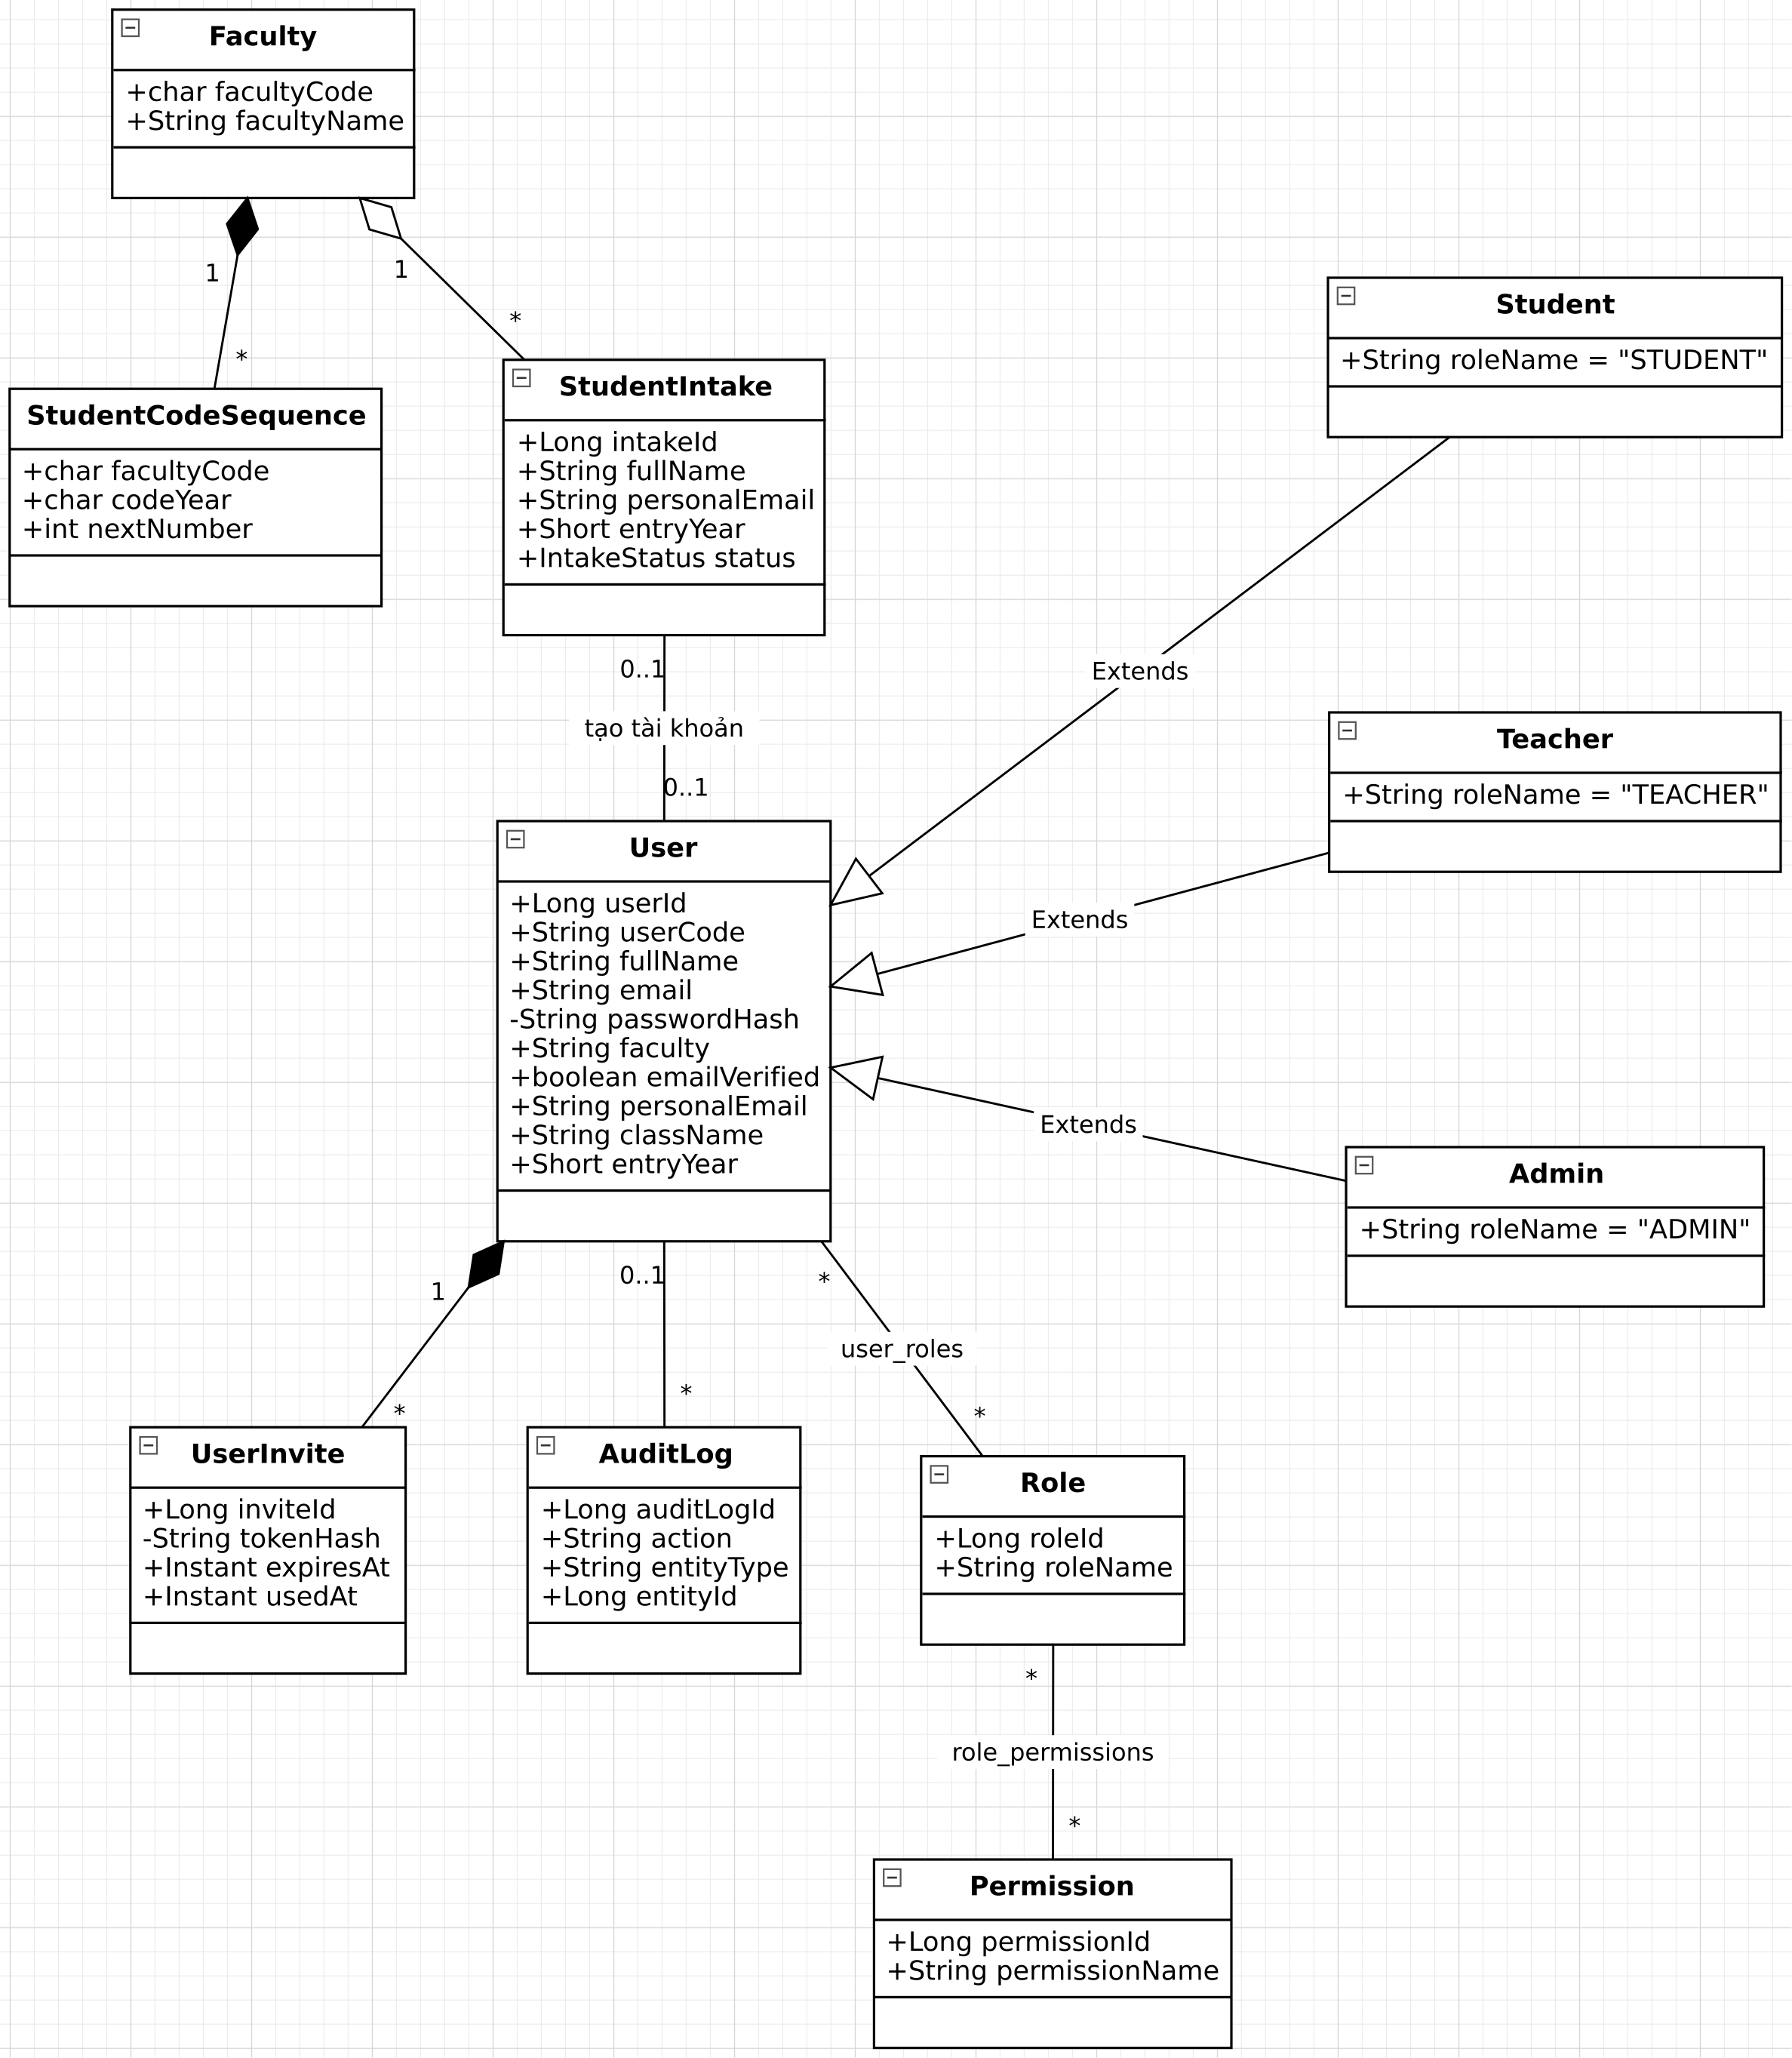 Faculty
+char facultyCode
+String facultyName
1
1
*
*
StudentCodeSequence
+char facultyCode
+char codeYear
+int nextNumber
StudentIntake
+Long intakeId
+String fullName
+String personalEmail
+Short entryYear
+IntakeStatus status
Student
+String roleName = "STUDENT"
0..1
tạo tài khoản
0..1
Extends
Teacher
+String roleName = "TEACHER"
Extends
User
+Long userId
+String userCode
+String fullName
+String email
-String passwordHash
+String faculty
+boolean emailVerified
+String personalEmail
+String className
+Short entryYear
Extends
Admin
+String roleName = "ADMIN"
1
0..1
*
user_roles
*
*
*
UserInvite
+Long inviteId
-String tokenHash
+Instant expiresAt
+Instant usedAt
AuditLog
+Long auditLogId
+String action
+String entityType
+Long entityId
Role
+Long roleId
+String roleName
*
role_permissions
*
Permission
+Long permissionId
+String permissionName